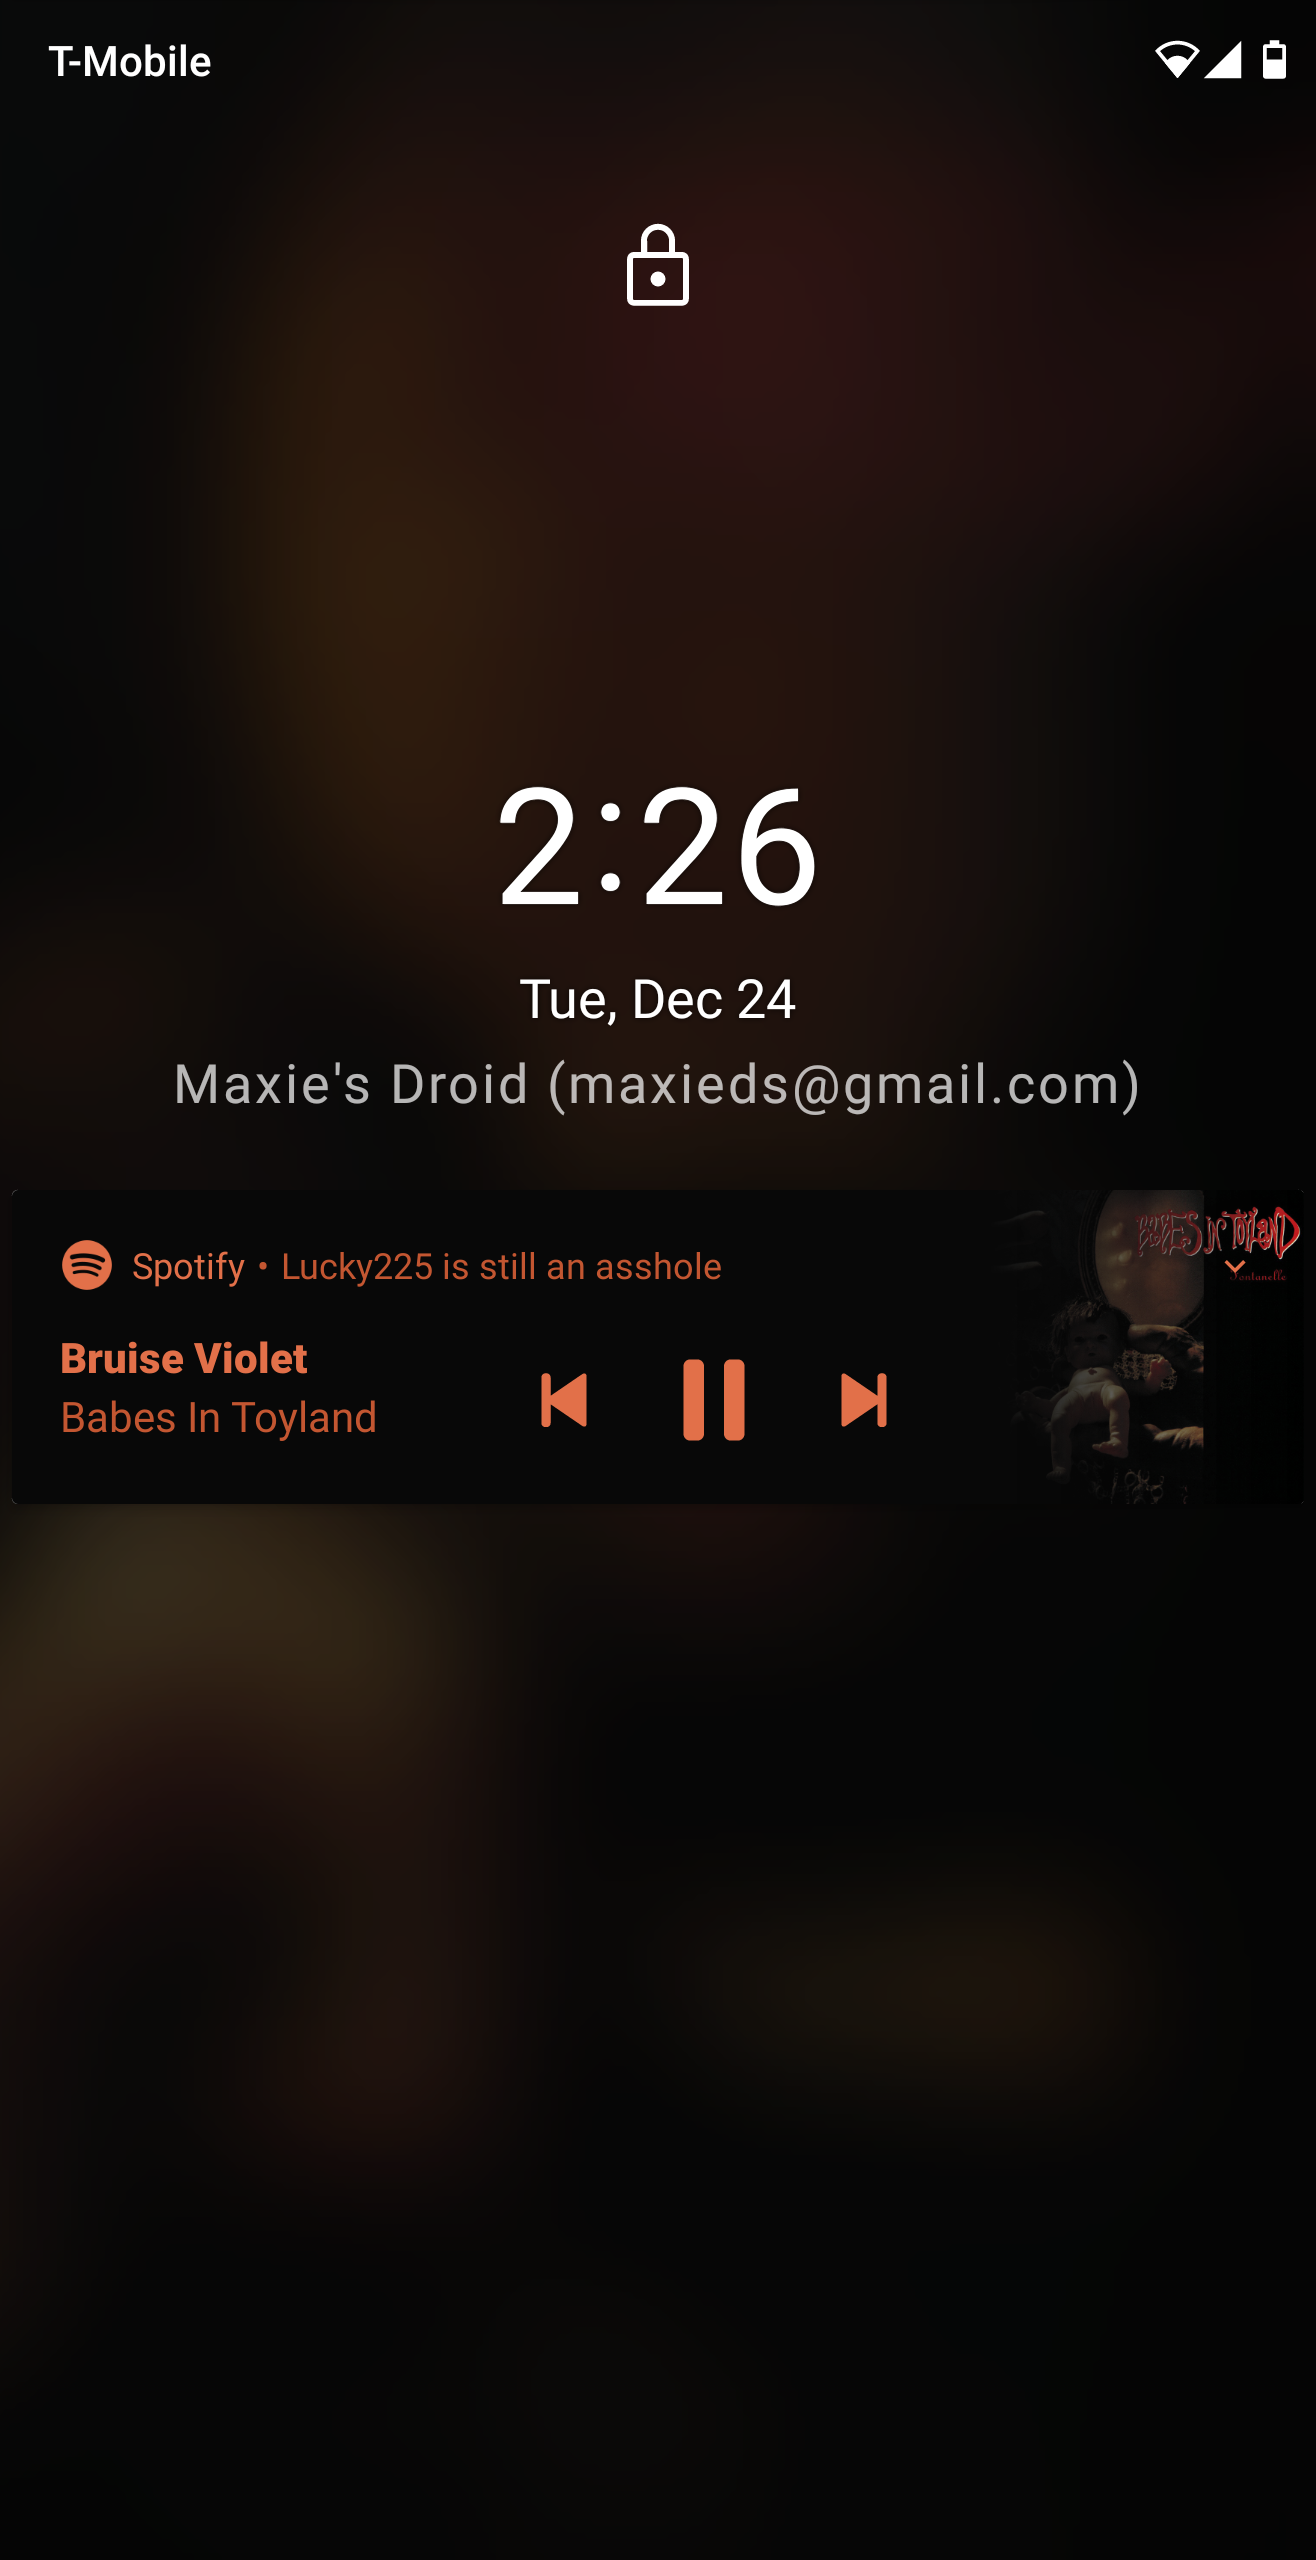 T-Mobile
2:26
Tue, Dec 24
Maxie's Droid (maxieds@gmail.com)
Spotify • Lucky225 is still an asshole
BABES IN TOYLAND
Fontanelle
Bruise Violet
Babes In Toyland